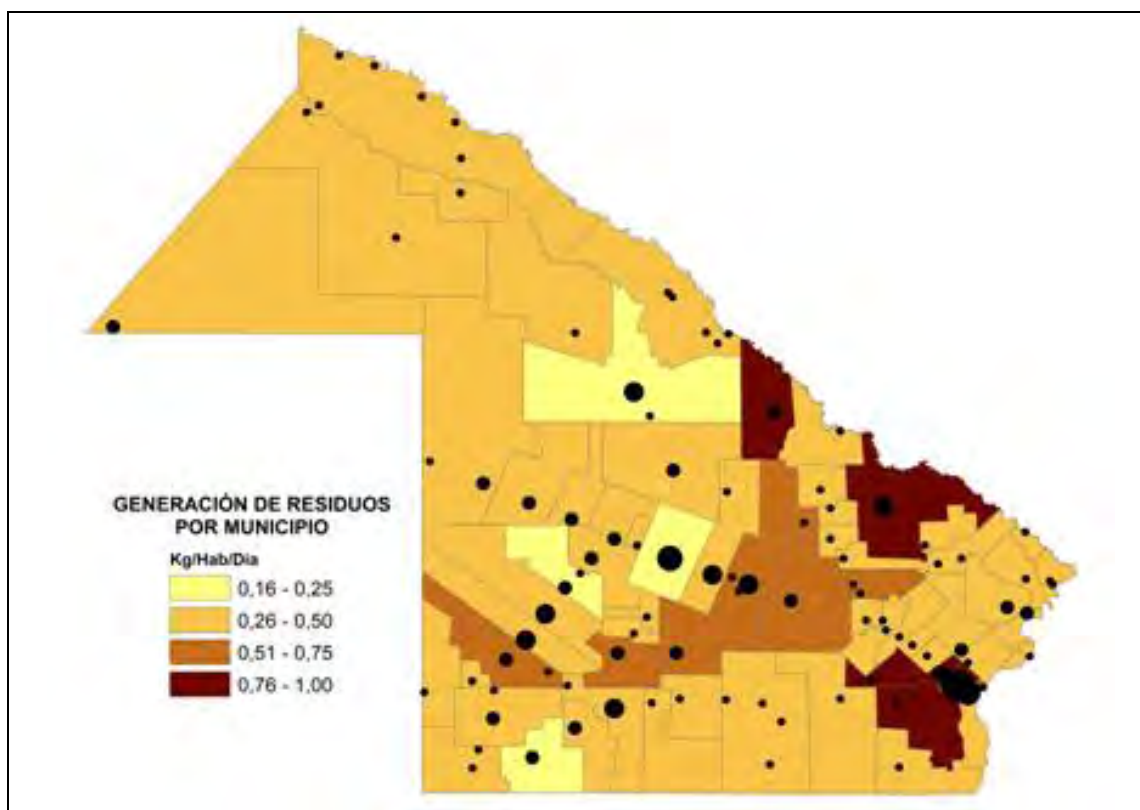 GENERACIÓN DE RESIDUOS
POR MUNICIPIO
Kg/Hab/Dia
0,16 - 0,25
0,26 - 0,50
0,51 - 0,75
0,76 - 1,00